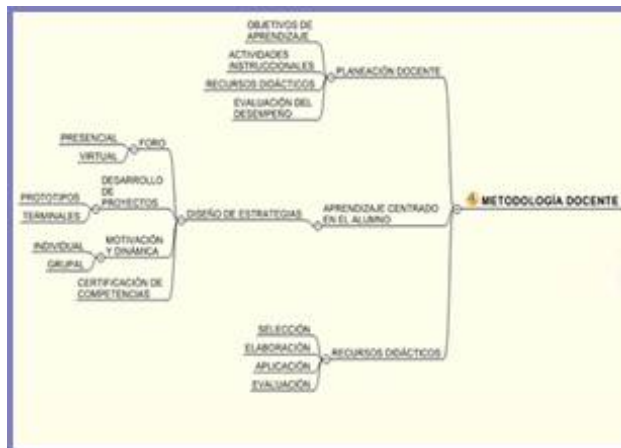 OBJETIVOS DE
APRENDIZAJE
ACTIVIDADES
INSTRUCCIONALES
RECURSOS DIDÁCTICOS
EVALUACIÓN DEL
DESEMPEÑO
PLANEACIÓN DOCENTE
PRESENCIAL
VIRTUAL
FORO
PROTOTIPOS
TERMINALES
DESARROLLO
DE
PROYECTOS
INDIVIDUAL
GRUPAL
MOTIVACIÓN
Y DINÁMICA
CERTIFICACIÓN DE
COMPETENCIAS
DISEÑO DE ESTRATEGIAS
APRENDIZAJE CENTRADO
EN EL ALUMNO
4 METODOLOGÍA DOCENTE
SELECCIÓN
ELABORACIÓN
APLICACIÓN
EVALUACIÓN
RECURSOS DIDÁCTICOS